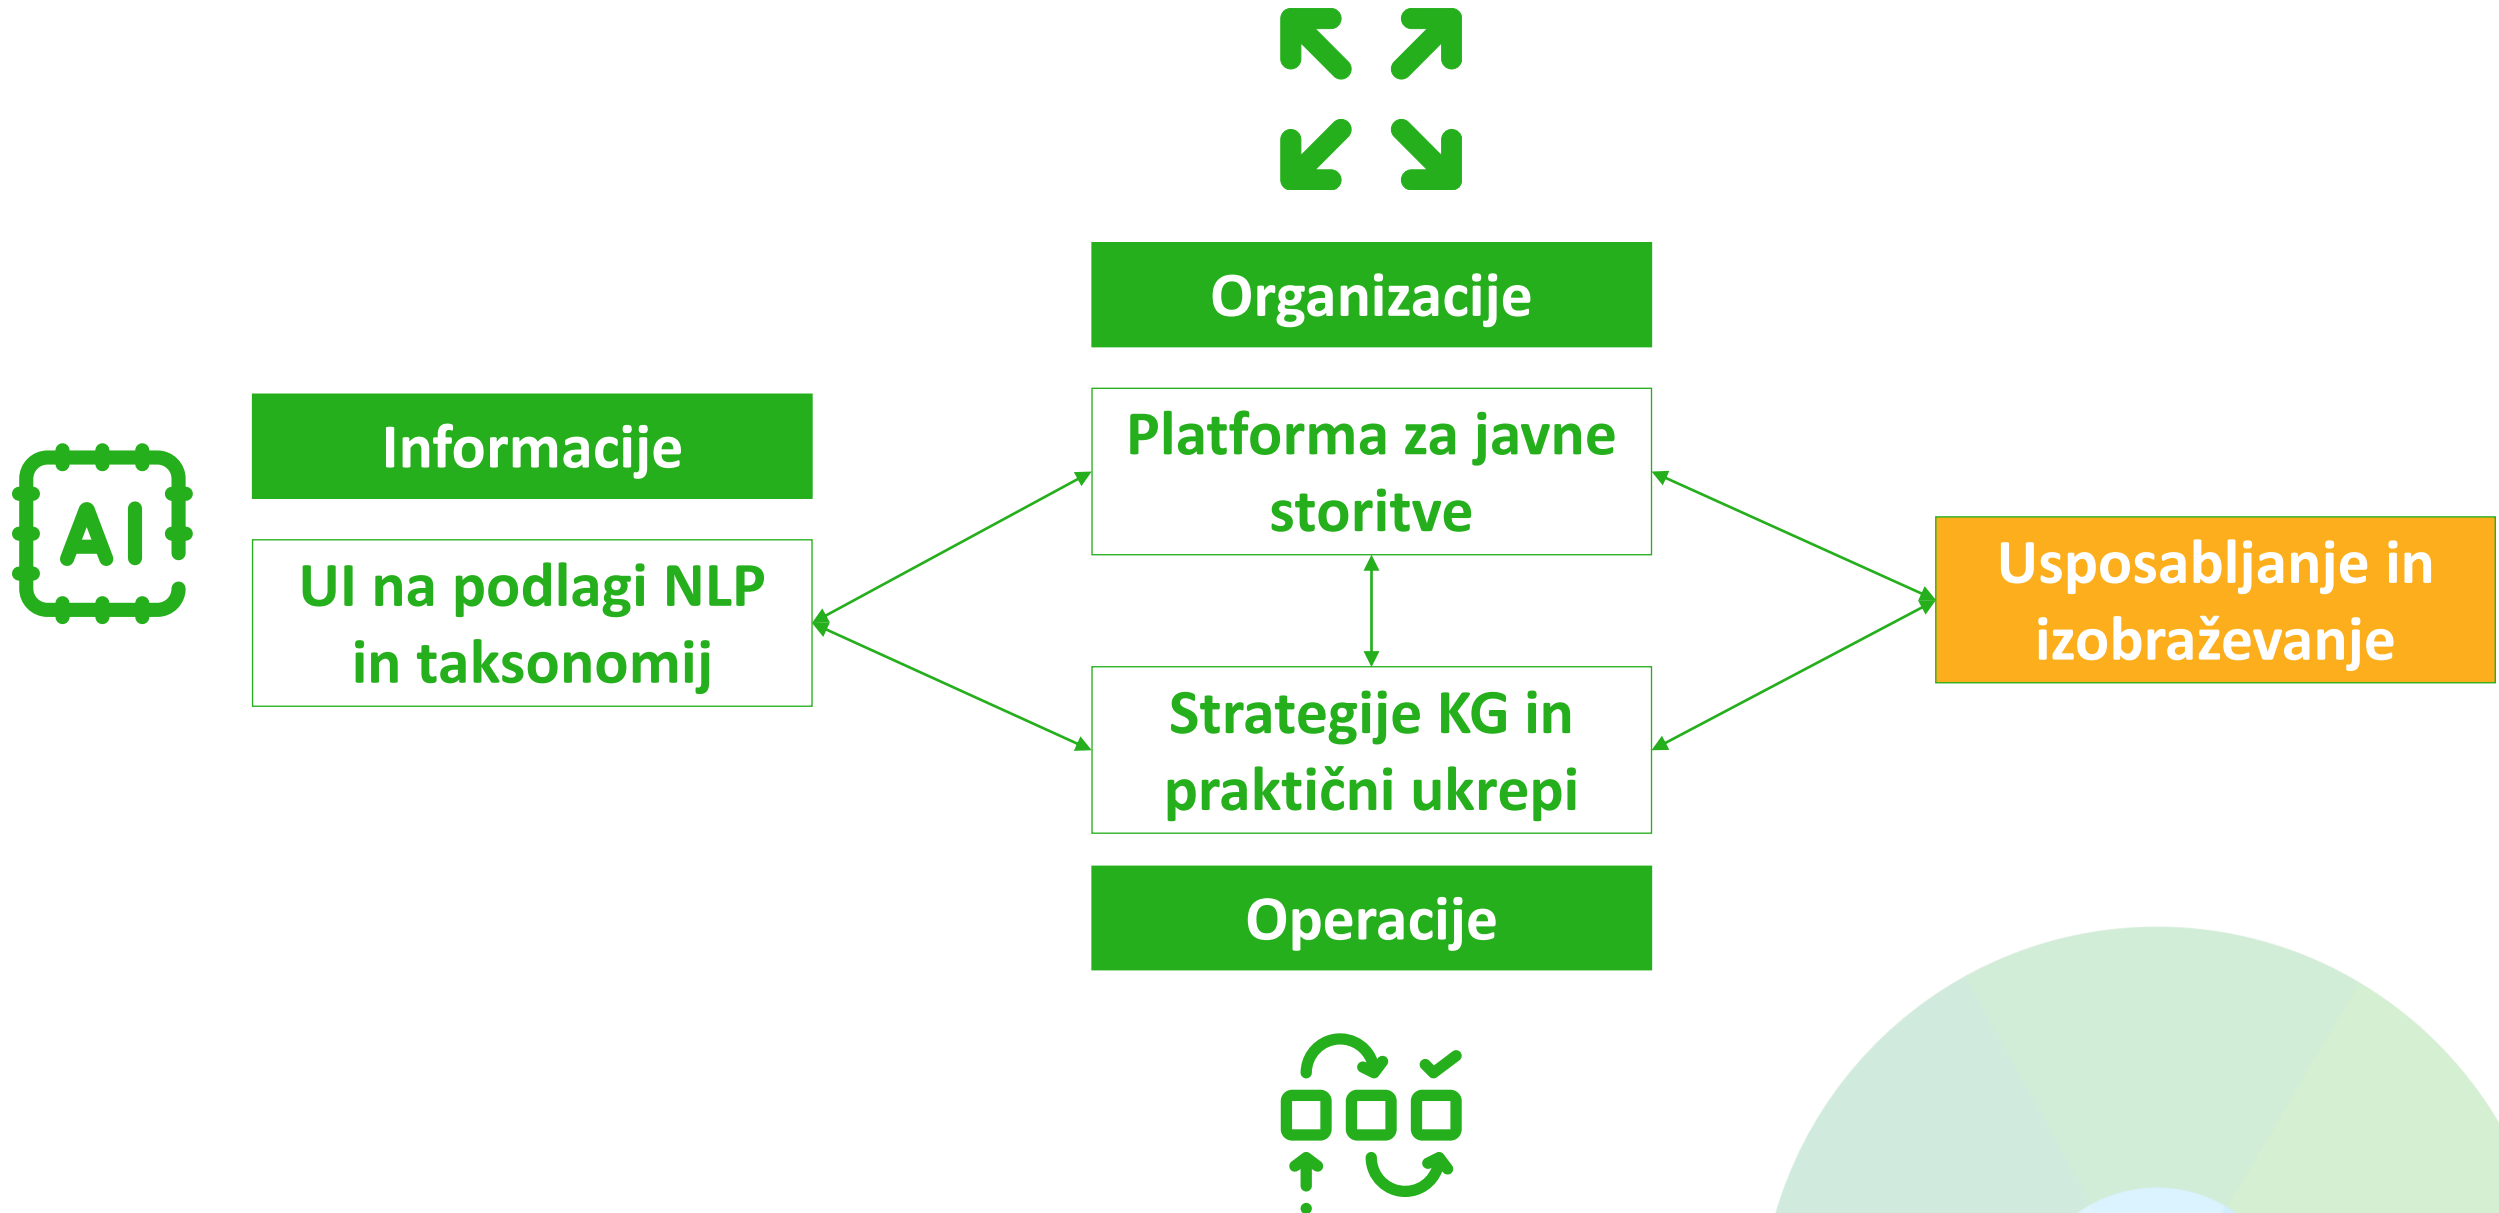 Organizacije
Informacije
Platforma za javne
storitve
AI
UI na podlagi NLP
in taksonomij
Usposabljanje in
izobraževanje
Strategije KG in
praktični ukrepi
Operacije